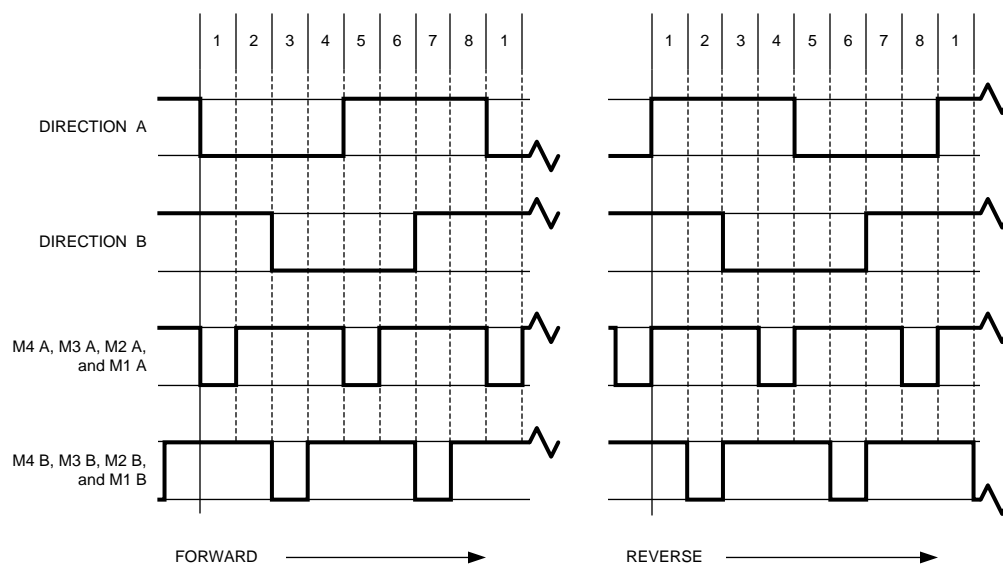 1 2 3 4 5 6 7 8 1 1 2 3 4 5 6 7 8 1
DIRECTION A
DIRECTION B
M4 A, M3 A, M2 A,
and M1 A
M4 B, M3 B, M2 B,
and M1 B
FORWARD REVERSE